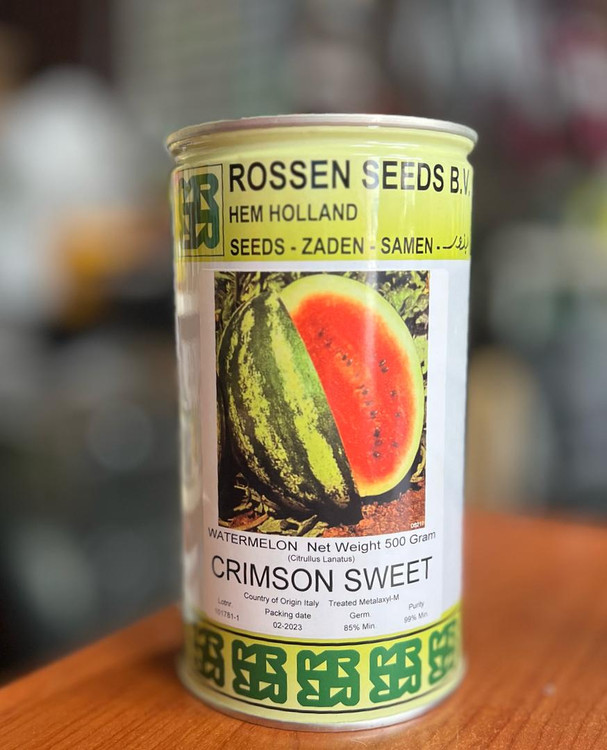 ROSSEN SEEDS B.V.
HEM HOLLAND
SEEDS - ZADEN - SAMEN - بذور
WATERMELON Net Weight 500 Gram
(Citrullus Lanatus)
CRIMSON SWEET
Country of Origin Italy Treated Metalaxyl-M
Lotnr. Packing date Germ. Purity
101781-1 02-2023 85% Min. 99% Min.